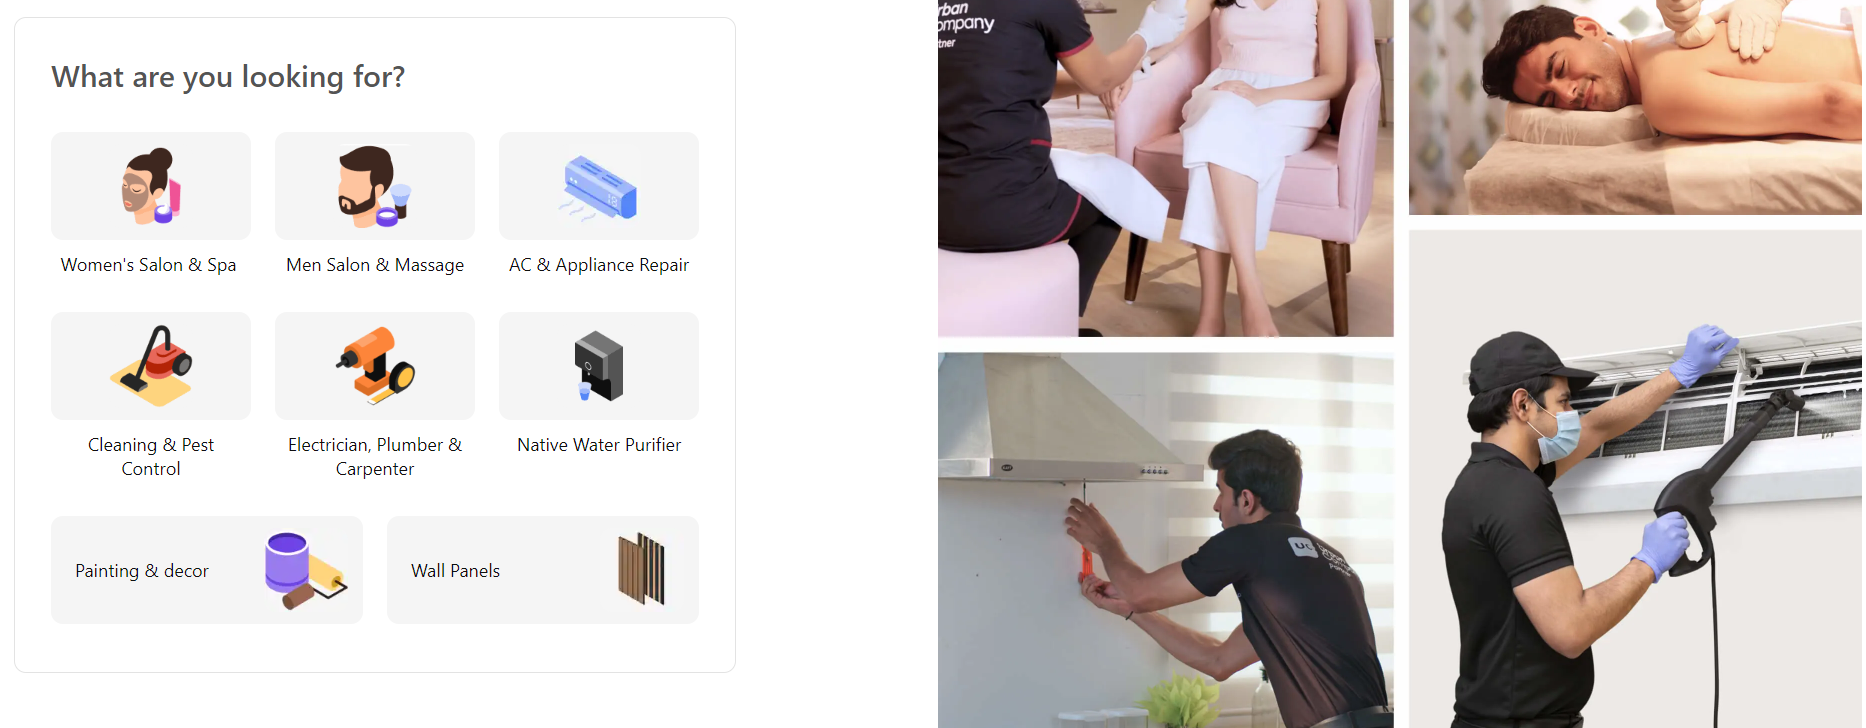 What are you looking for?
Women's Salon & Spa
Men Salon & Massage
AC & Appliance Repair
Cleaning & Pest
Control
Electrician, Plumber &
Carpenter
Native Water Purifier
Painting & decor
Wall Panels
rban
ompany
tner
UC